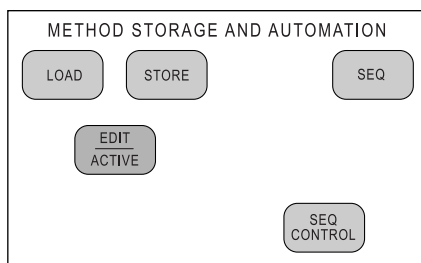 METHOD STORAGE AND AUTOMATION
LOAD
STORE
SEQ
EDIT
ACTIVE
SEQ
CONTROL